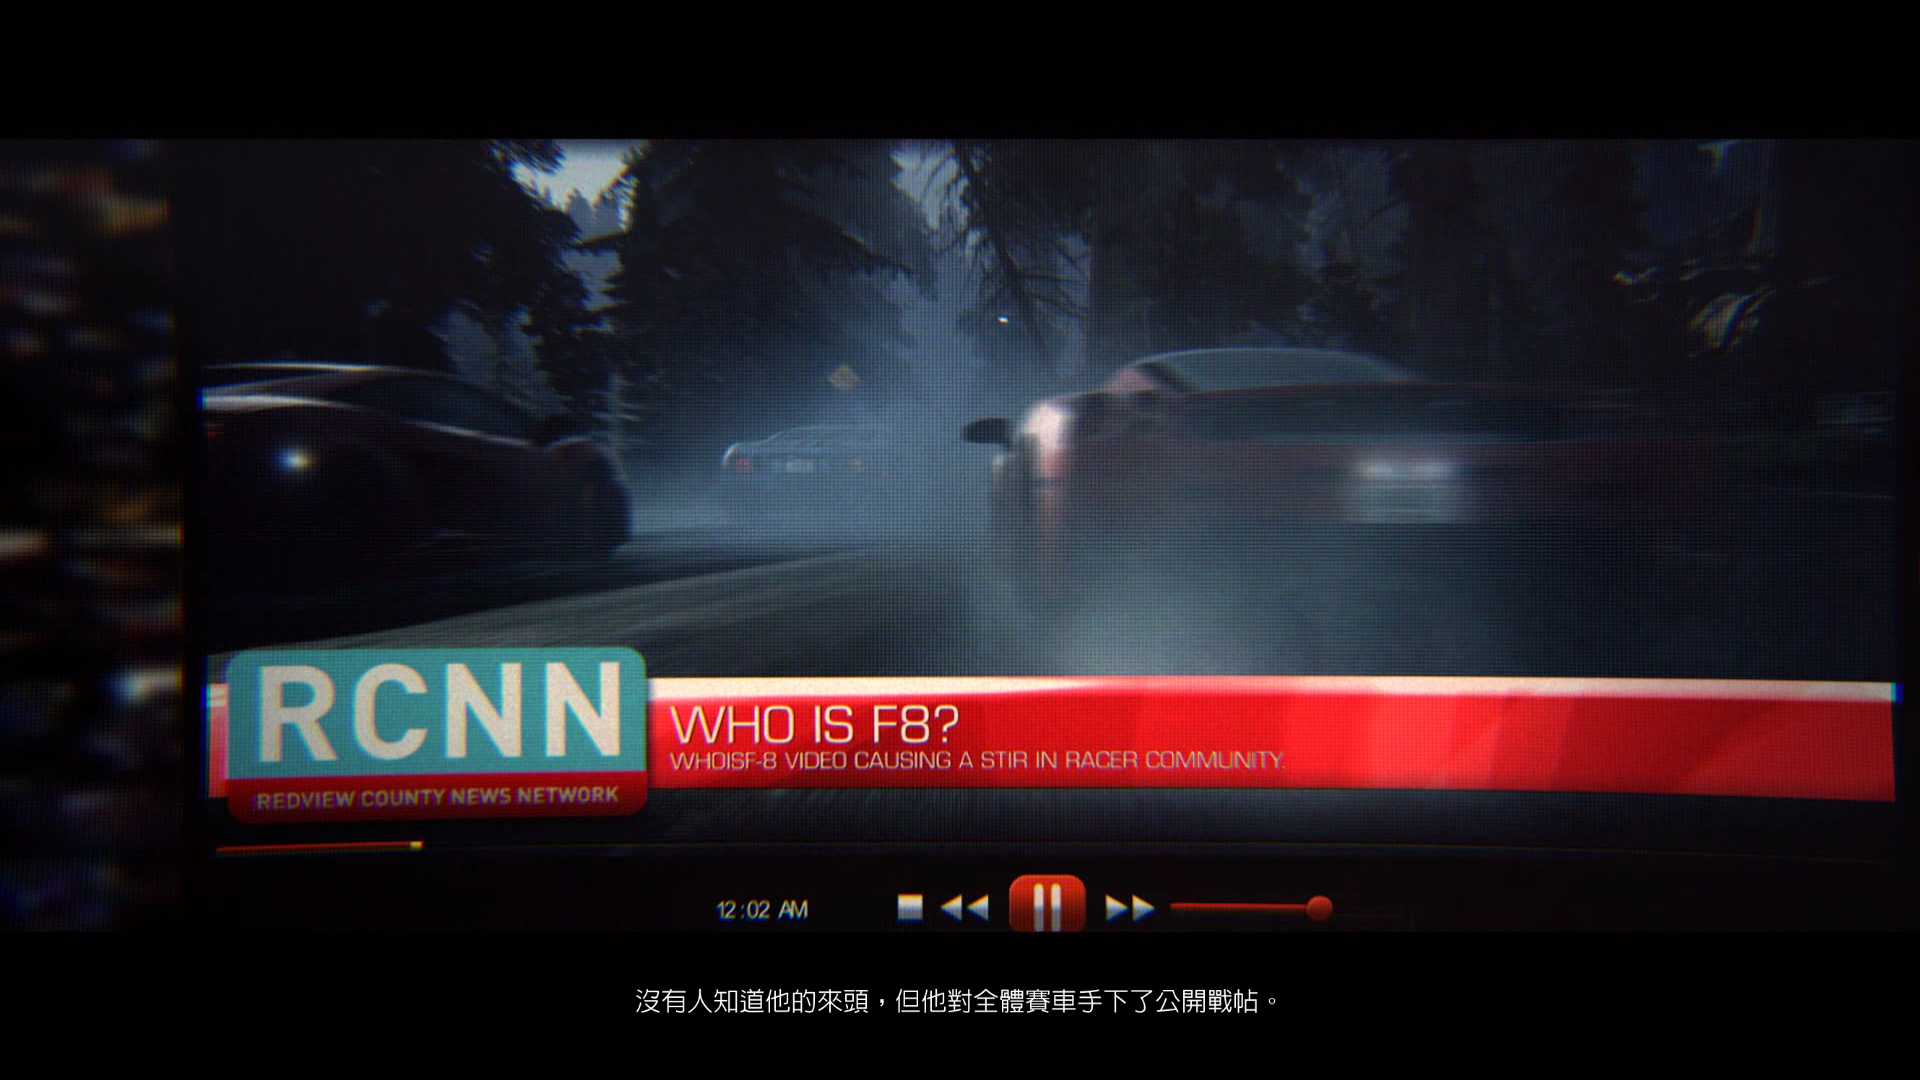 RCNN
REDVIEW COUNTY NEWS NETWORK
WHO IS F8?
WHOISF-8 VIDEO CAUSING A STIR IN RACER COMMUNITY.
12:02 AM
沒有人知道他的來頭，但他對全體賽車手下了公開戰帖。